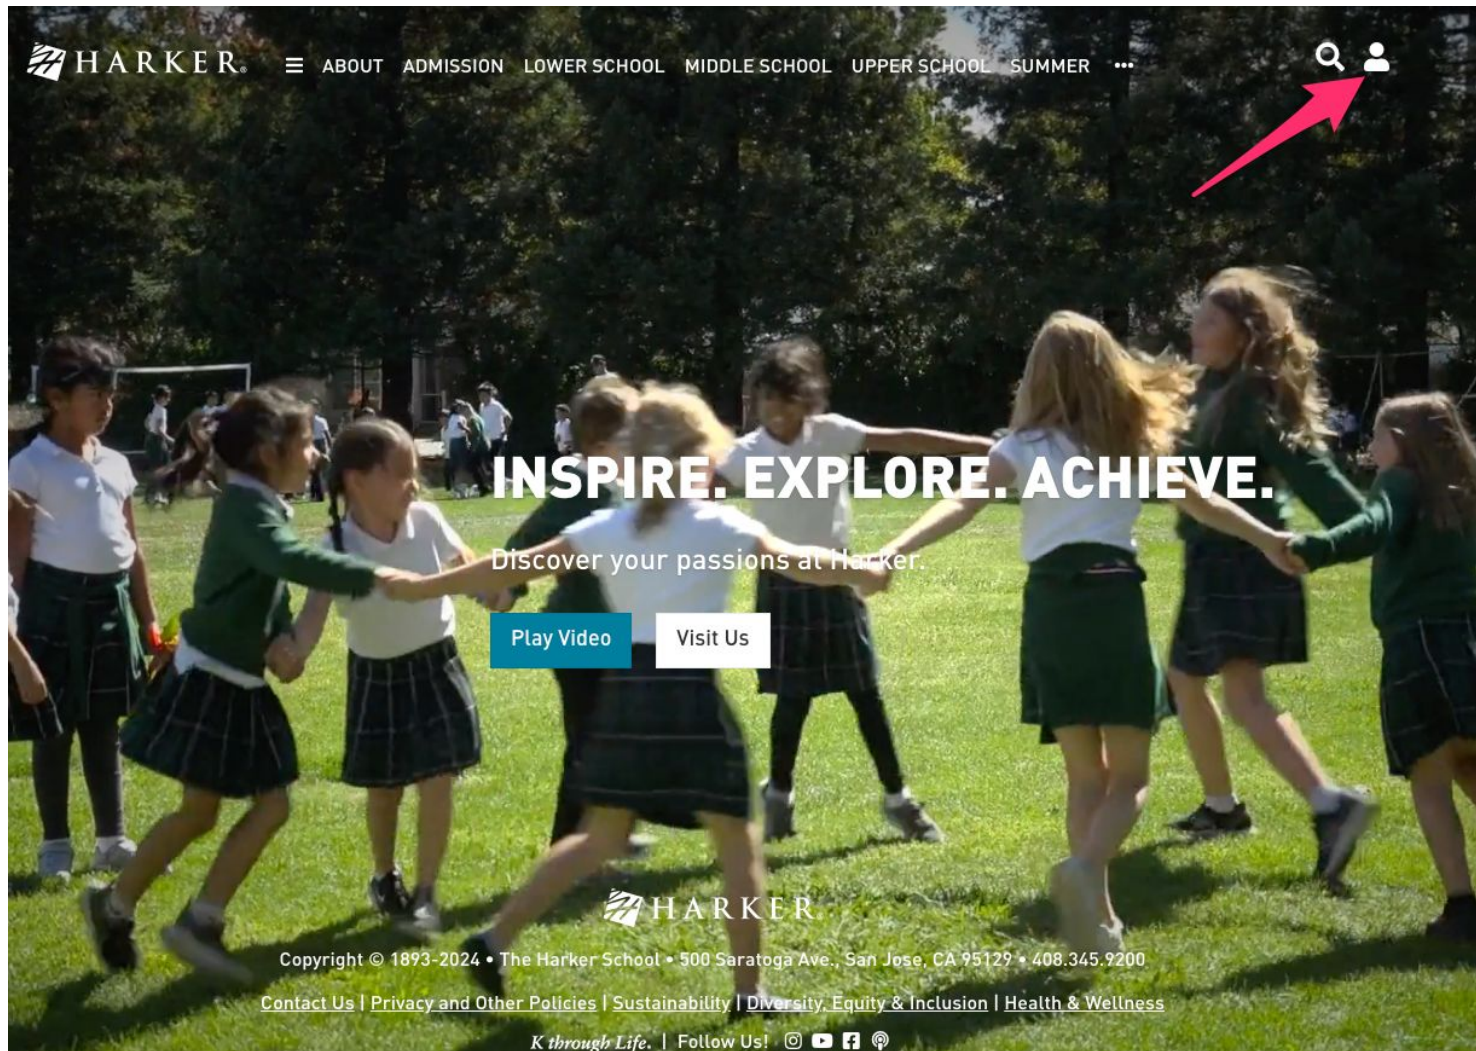 HARKER®
ABOUT ADMISSION LOWER SCHOOL MIDDLE SCHOOL UPPER SCHOOL SUMMER •••
INSPIRE. EXPLORE. ACHIEVE.
Discover your passions at Harker.
Play Video Visit Us
HARKER
Copyright © 1893-2024 • The Harker School • 500 Saratoga Ave., San Jose, CA 95129 • 408.345.9200
Contact Us | Privacy and Other Policies | Sustainability | Diversity, Equity & Inclusion | Health & Wellness
K through Life. | Follow Us!